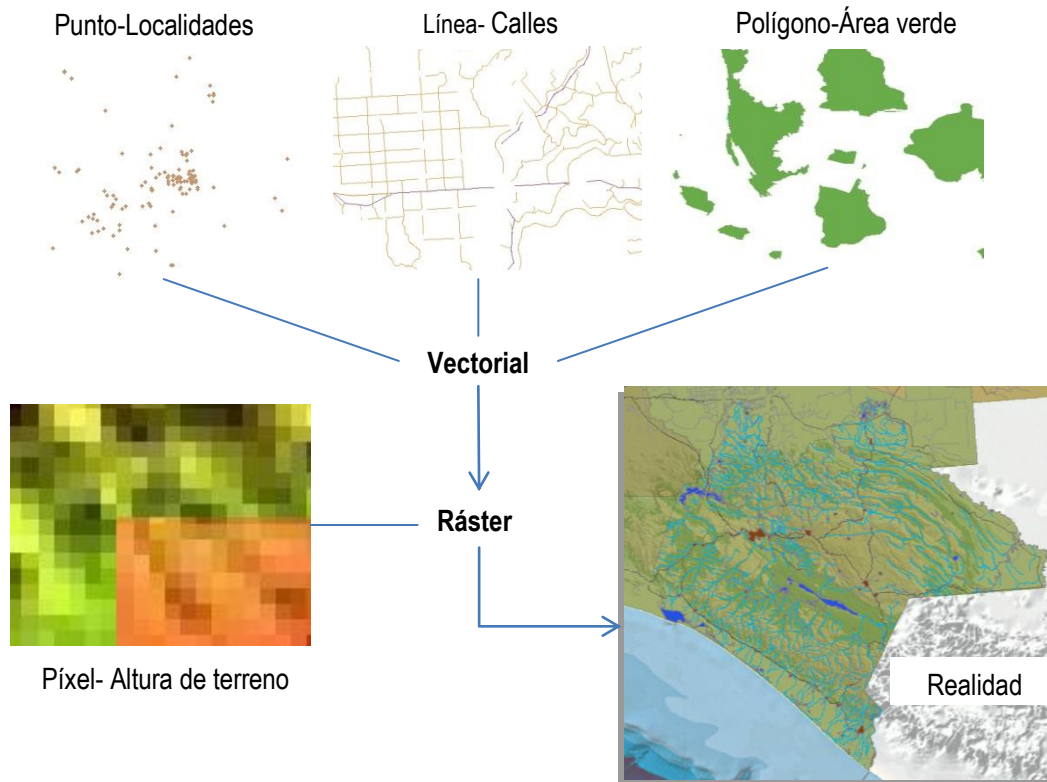 Punto-Localidades
Línea- Calles
Polígono-Área verde
Vectorial
Ráster
Píxel- Altura de terreno
Realidad